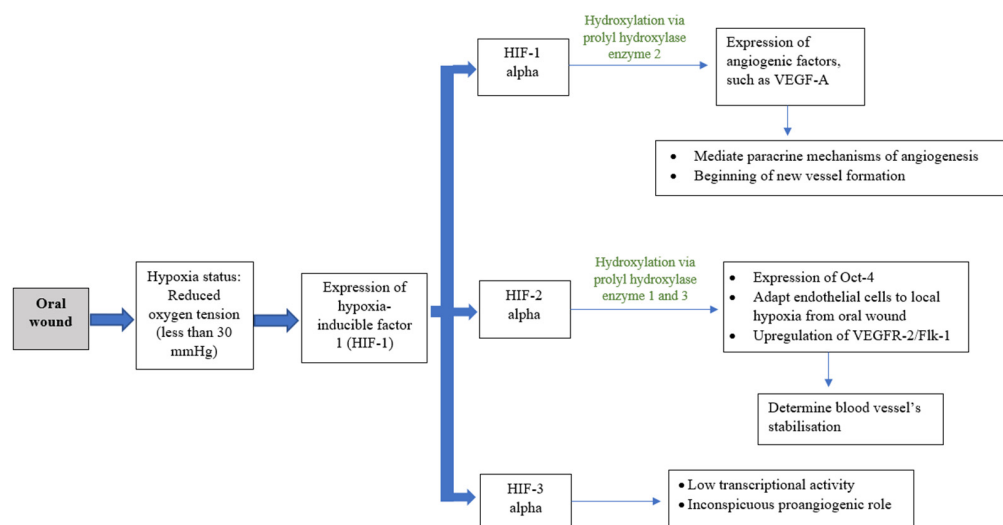 Oral
wound
Hypoxia status:
Reduced
oxygen tension
(less than 30
mmHg)
Expression of
hypoxia-
inducible factor
1 (HIF-1)
HIF-1
alpha
Hydroxylation via
prolyl hydroxylase
enzyme 2
Expression of
angiogenic factors,
such as VEGF-A
• Mediate paracrine mechanisms of angiogenesis
• Beginning of new vessel formation
HIF-2
alpha
Hydroxylation via
prolyl hydroxylase
enzyme 1 and 3
• Expression of Oct-4
• Adapt endothelial cells to local
hypoxia from oral wound
• Upregulation of VEGFR-2/Flk-1
Determine blood vessel's
stabilisation
HIF-3
alpha
• Low transcriptional activity
• Inconspicuous proangiogenic role